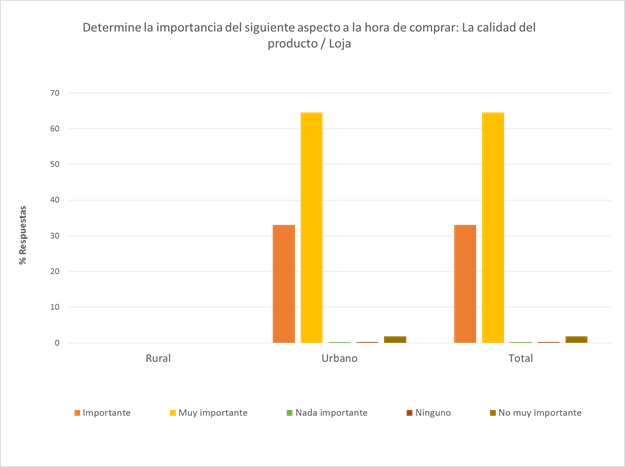 Determine la importancia del siguiente aspecto a la hora de comprar: La calidad del
producto / Loja
70
60
50
40
30
20
10
0
% Respuestas
Rural Urbano Total
Importante Muy importante Nada importante Ninguno No muy importante